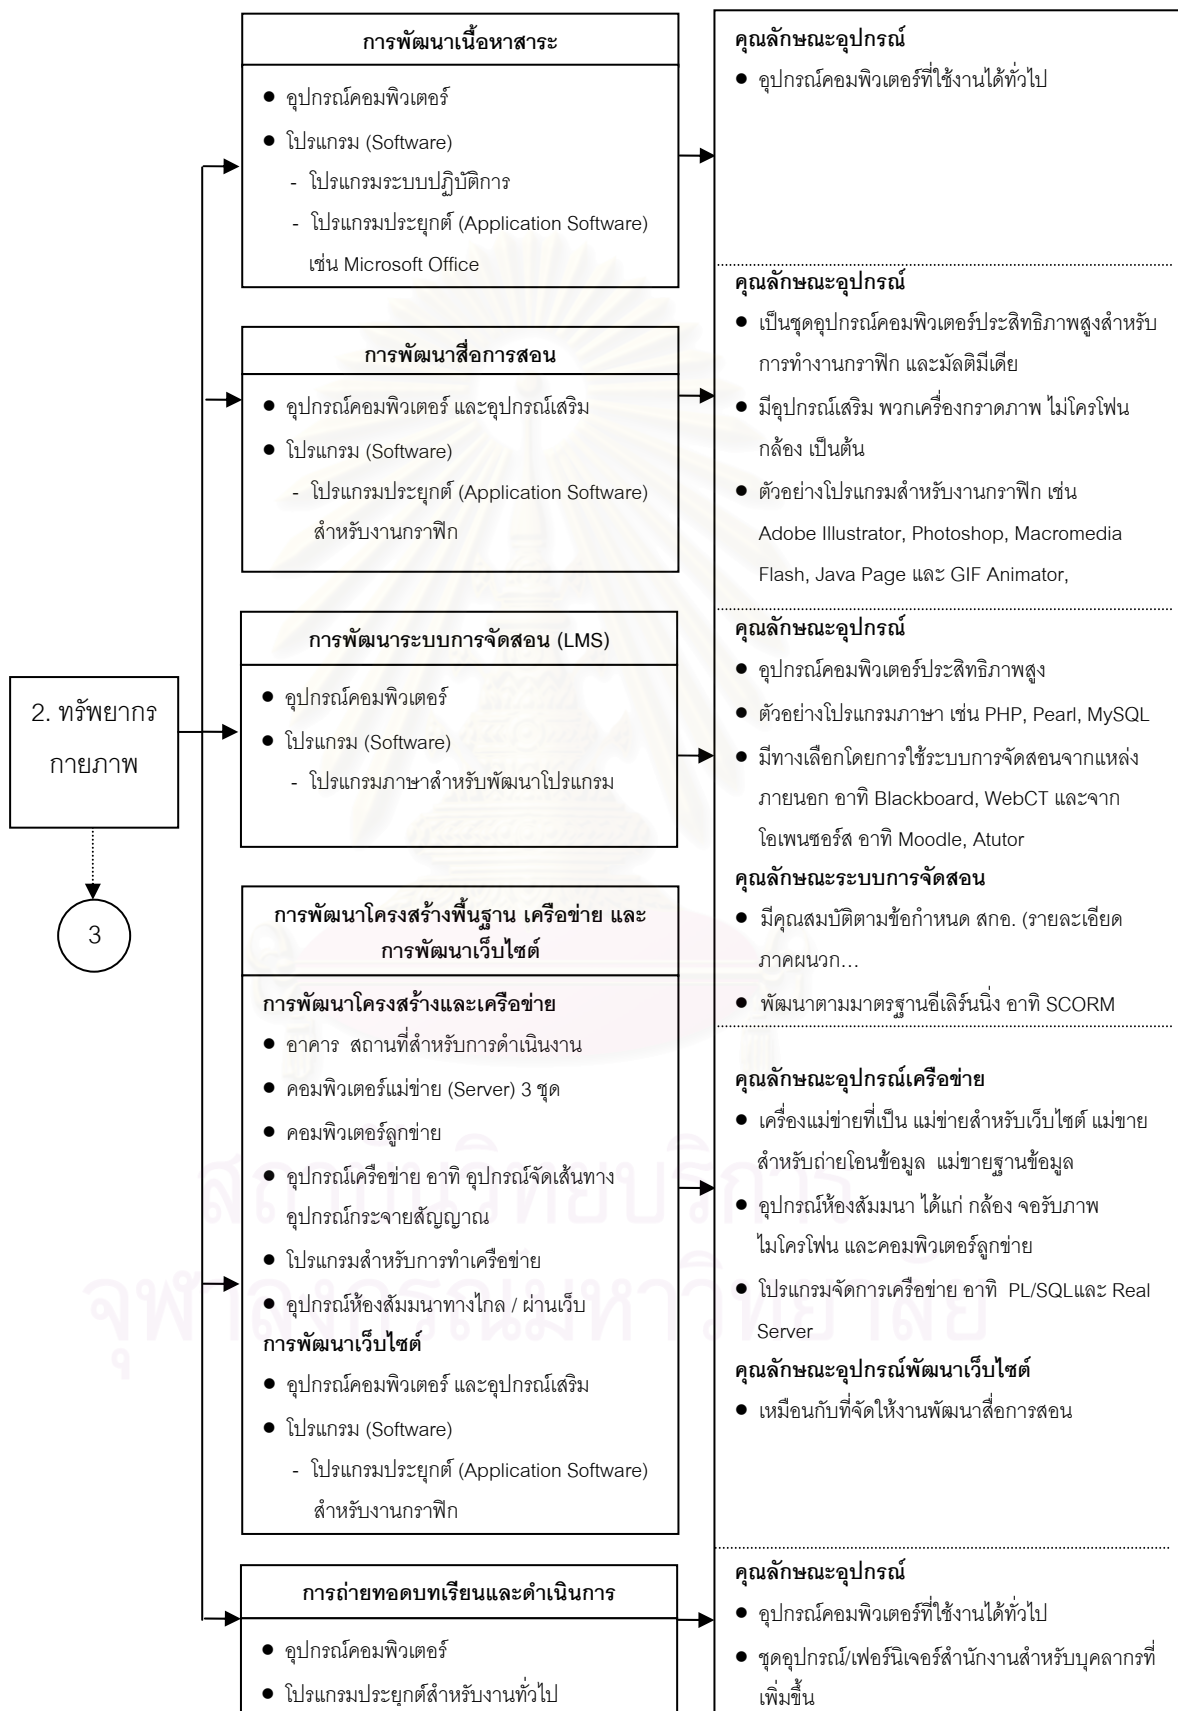 การพัฒนาเนื้อหาสาระ
● อุปกรณ์คอมพิวเตอร์
● โปรแกรม (Software)
- โปรแกรมระบบปฏิบัติการ
- โปรแกรมประยุกต์ (Application Software)
เช่น Microsoft Office
คุณลักษณะอุปกรณ์
● อุปกรณ์คอมพิวเตอร์ที่ใช้งานได้ทั่วไป
การพัฒนาสื่อการสอน
● อุปกรณ์คอมพิวเตอร์ และอุปกรณ์เสริม
● โปรแกรม (Software)
- โปรแกรมประยุกต์ (Application Software)
สำหรับงานกราฟิก
คุณลักษณะอุปกรณ์
● เป็นชุดอุปกรณ์คอมพิวเตอร์ประสิทธิภาพสูงสำหรับ
การทำงานกราฟิก และมัลติมีเดีย
● มีอุปกรณ์เสริม พวกเครื่องกราดภาพ ไม่โครโฟน
กล้อง เป็นต้น
● ตัวอย่างโปรแกรมสำหรับงานกราฟิก เช่น
Adobe Illustrator, Photoshop, Macromedia
Flash, Java Page และ GIF Animator,
2. ทรัพยากร
กายภาพ
3
การพัฒนาระบบการจัดสอน (LMS)
● อุปกรณ์คอมพิวเตอร์
● โปรแกรม (Software)
- โปรแกรมภาษาสำหรับพัฒนาโปรแกรม
คุณลักษณะอุปกรณ์
● อุปกรณ์คอมพิวเตอร์ประสิทธิภาพสูง
● ตัวอย่างโปรแกรมภาษา เช่น PHP, Pearl, MySQL
● มีทางเลือกโดยการใช้ระบบการจัดสอนจากแหล่ง
ภายนอก อาทิ Blackboard, WebCT และจาก
โอเพนซอร์ส อาทิ Moodle, Atutor
คุณลักษณะระบบการจัดสอน
● มีคุณสมบัติตามข้อกำหนด สกอ. (รายละเอียด
ภาคผนวก...
● พัฒนาตามมาตรฐานอีเลิร์นนิ่ง อาทิ SCORM
การพัฒนาโครงสร้างพื้นฐาน เครือข่าย และ
การพัฒนาเว็บไซต์
การพัฒนาโครงสร้างและเครือข่าย
● อาคาร สถานที่สำหรับการดำเนินงาน
● คอมพิวเตอร์แม่ข่าย (Server) 3 ชุด
● คอมพิวเตอร์ลูกข่าย
● อุปกรณ์เครือข่าย อาทิ อุปกรณ์จัดเส้นทาง
อุปกรณ์กระจายสัญญาณ
● โปรแกรมสำหรับการทำเครือข่าย
● อุปกรณ์ห้องสัมมนาทางไกล / ผ่านเว็บ
การพัฒนาเว็บไซต์
● อุปกรณ์คอมพิวเตอร์ และอุปกรณ์เสริม
● โปรแกรม (Software)
- โปรแกรมประยุกต์ (Application Software)
สำหรับงานกราฟิก
คุณลักษณะอุปกรณ์เครือข่าย
● เครื่องแม่ข่ายที่เป็น แม่ข่ายสำหรับเว็บไซต์ แม่ขาย
สำหรับถ่ายโอนข้อมูล แม่ขายฐานข้อมูล
● อุปกรณ์ห้องสัมมนา ได้แก่ กล้อง จอรับภาพ
ไมโครโฟน และคอมพิวเตอร์ลูกข่าย
● โปรแกรมจัดการเครือข่าย อาทิ PL/SQLและ Real
Server
คุณลักษณะอุปกรณ์พัฒนาเว็บไซต์
● เหมือนกับที่จัดให้งานพัฒนาสื่อการสอน
สถาบันวิทยบริการ
จุฬาลงกรณ์มหาวิทยาลัย
การถ่ายทอดบทเรียนและดำเนินการ
● อุปกรณ์คอมพิวเตอร์
● โปรแกรมประยุกต์สำหรับงานทั่วไป
คุณลักษณะอุปกรณ์
● อุปกรณ์คอมพิวเตอร์ที่ใช้งานได้ทั่วไป
● ชุดอุปกรณ์/เฟอร์นิเจอร์สำนักงานสำหรับบุคลากรที่
เพิ่มขึ้น